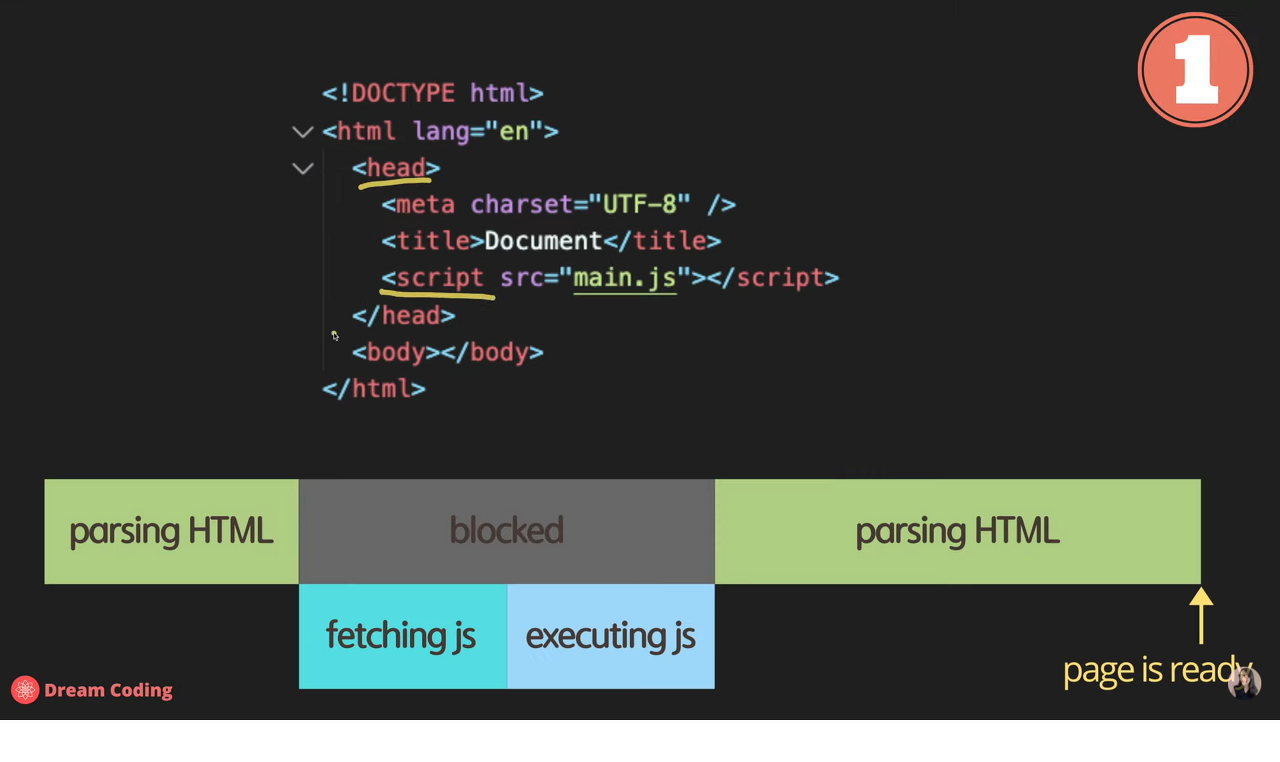 1
<!DOCTYPE html>
<html lang="en">
<head>
<meta charset="UTF-8" />
<title>Document</title>
<script src="main.js"></script>
</head>
<body></body>
</html>
parsing HTML blocked parsing HTML
fetching js executing js
page is ready
Dream Coding